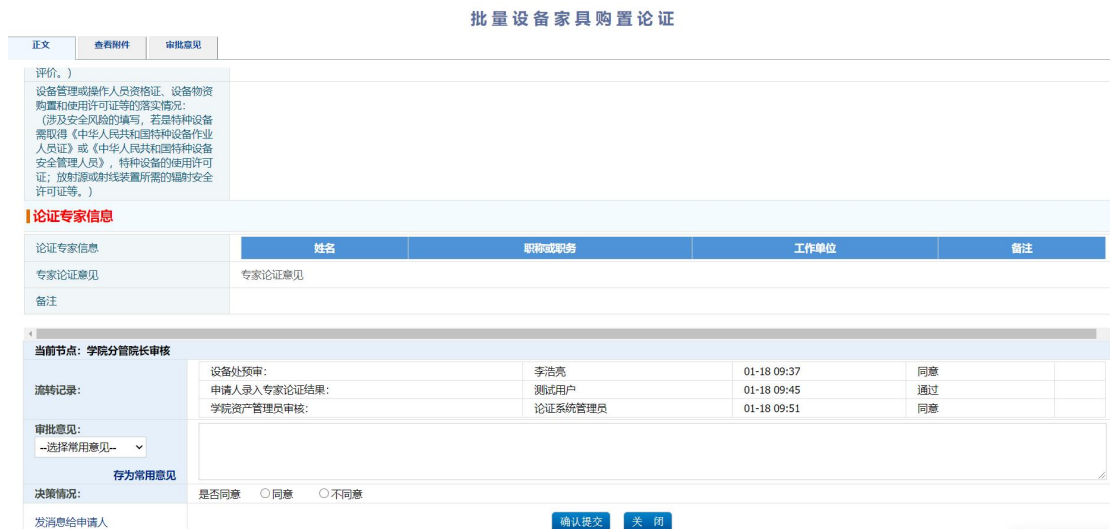 批量设备家具购置论证
正文 查看附件 审批意见
评价。)
设备管理或操作人员资格证、设备物资
购置和使用许可证等的落实情况:
(涉及安全风险的填写, 若是特种设备
需取得《中华人民共和国特种设备作业
人员证》或《中华人民共和国特种设备
安全管理人员》, 特种设备的使用许可
证; 放射源或射线装置所需的辐射安全
许可证等。)
论证专家信息
论证专家信息 姓名 职称或职务 工作单位 备注
专家论证意见 专家论证意见
备注
当前节点: 学院分管院长审核
流转记录:
设备处预审: 李浩亮 01-18 09:37 同意
申请人录入专家论证结果: 测试用户 01-18 09:45 通过
学院资产管理员审核: 论证系统管理员 01-18 09:51 同意
审批意见:
--选择常用意见--
存为常用意见
决策情况: 是否同意 同意 不同意
发消息给申请人 确认提交 关 闭